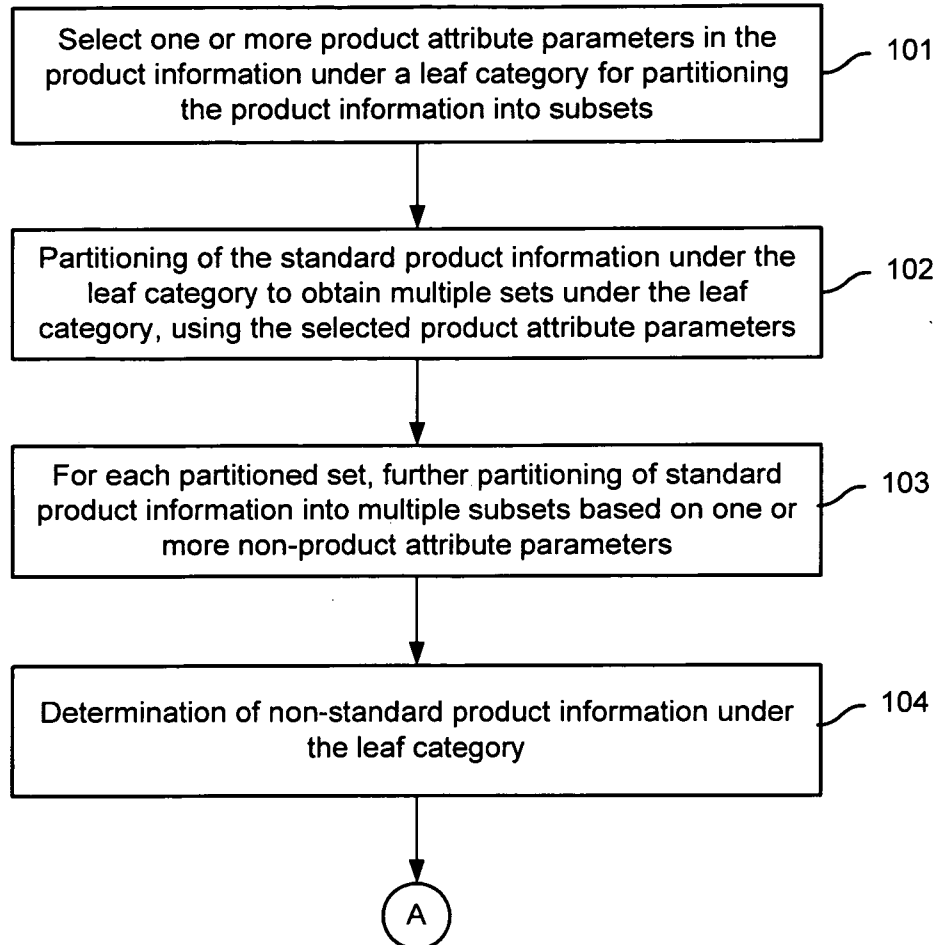 Select one or more product attribute parameters in the
product information under a leaf category for partitioning
the product information into subsets
101
Partitioning of the standard product information under the
leaf category to obtain multiple sets under the leaf
category, using the selected product attribute parameters
102
For each partitioned set, further partitioning of standard
product information into multiple subsets based on one or
more non-product attribute parameters
103
Determination of non-standard product information under
the leaf category
104
A